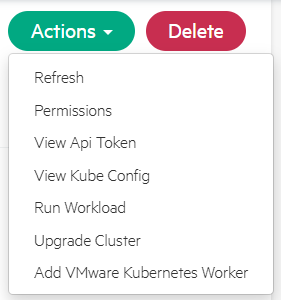 Actions Delete
Refresh
Permissions
View Api Token
View Kube Config
Run Workload
Upgrade Cluster
Add VMware Kubernetes Worker